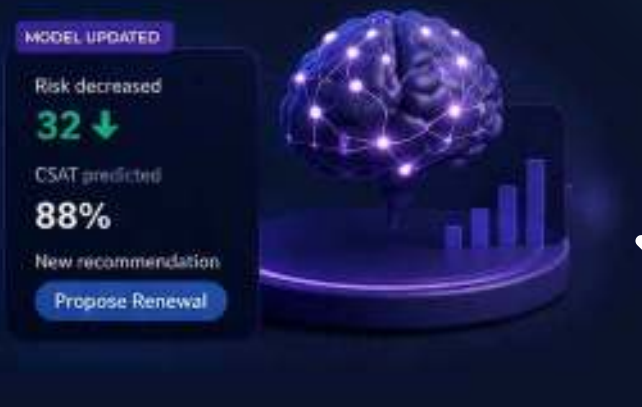 MODEL UPDATED
Risk decreased
32 ↓
CSAT predicted
88%
New recommendation
Propose Renewal